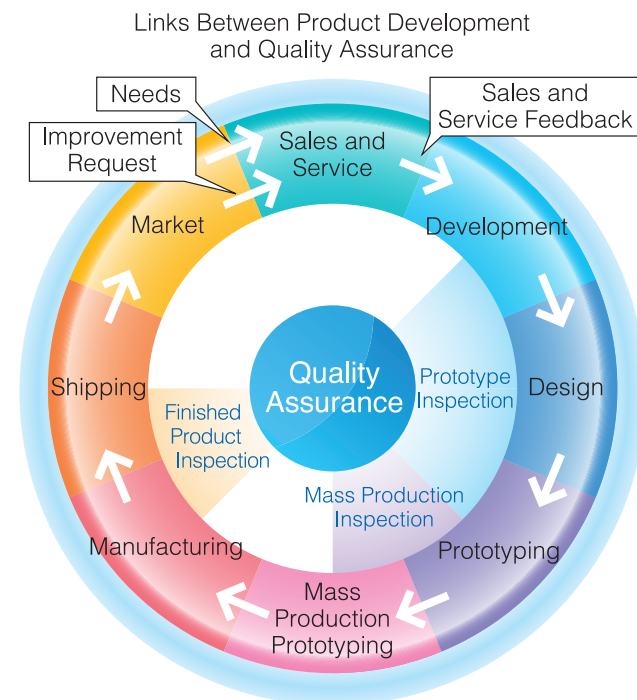 Links Between Product Development
and Quality Assurance
Needs
Improvement
Request
Sales and
Service Feedback
Sales and
Service
Market
Development
Shipping
Quality
Assurance
Prototype
Inspection
Design
Finished
Product
Inspection
Mass Production
Inspection
Manufacturing
Prototyping
Mass
Production
Prototyping